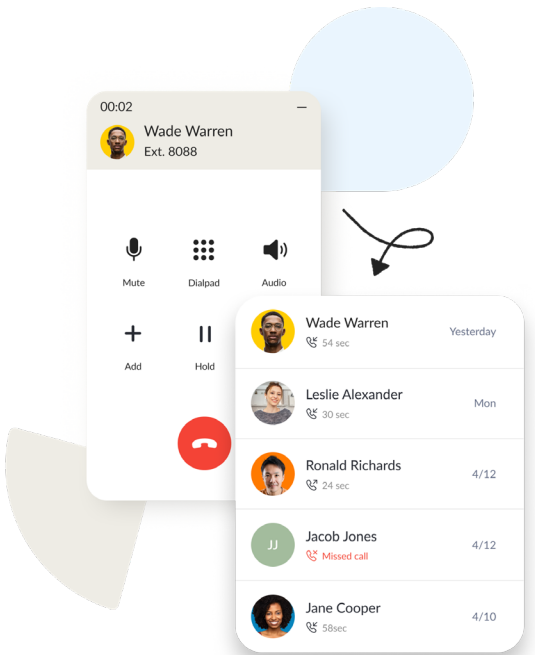 00:02
Wade Warren
Ext. 8088
Mute
Dialpad
Audio
Add
Hold
Wade Warren
54 sec
Yesterday
Leslie Alexander
30 sec
Mon
Ronald Richards
24 sec
4/12
JJ
Jacob Jones
Missed call
4/12
Jane Cooper
58sec
4/10